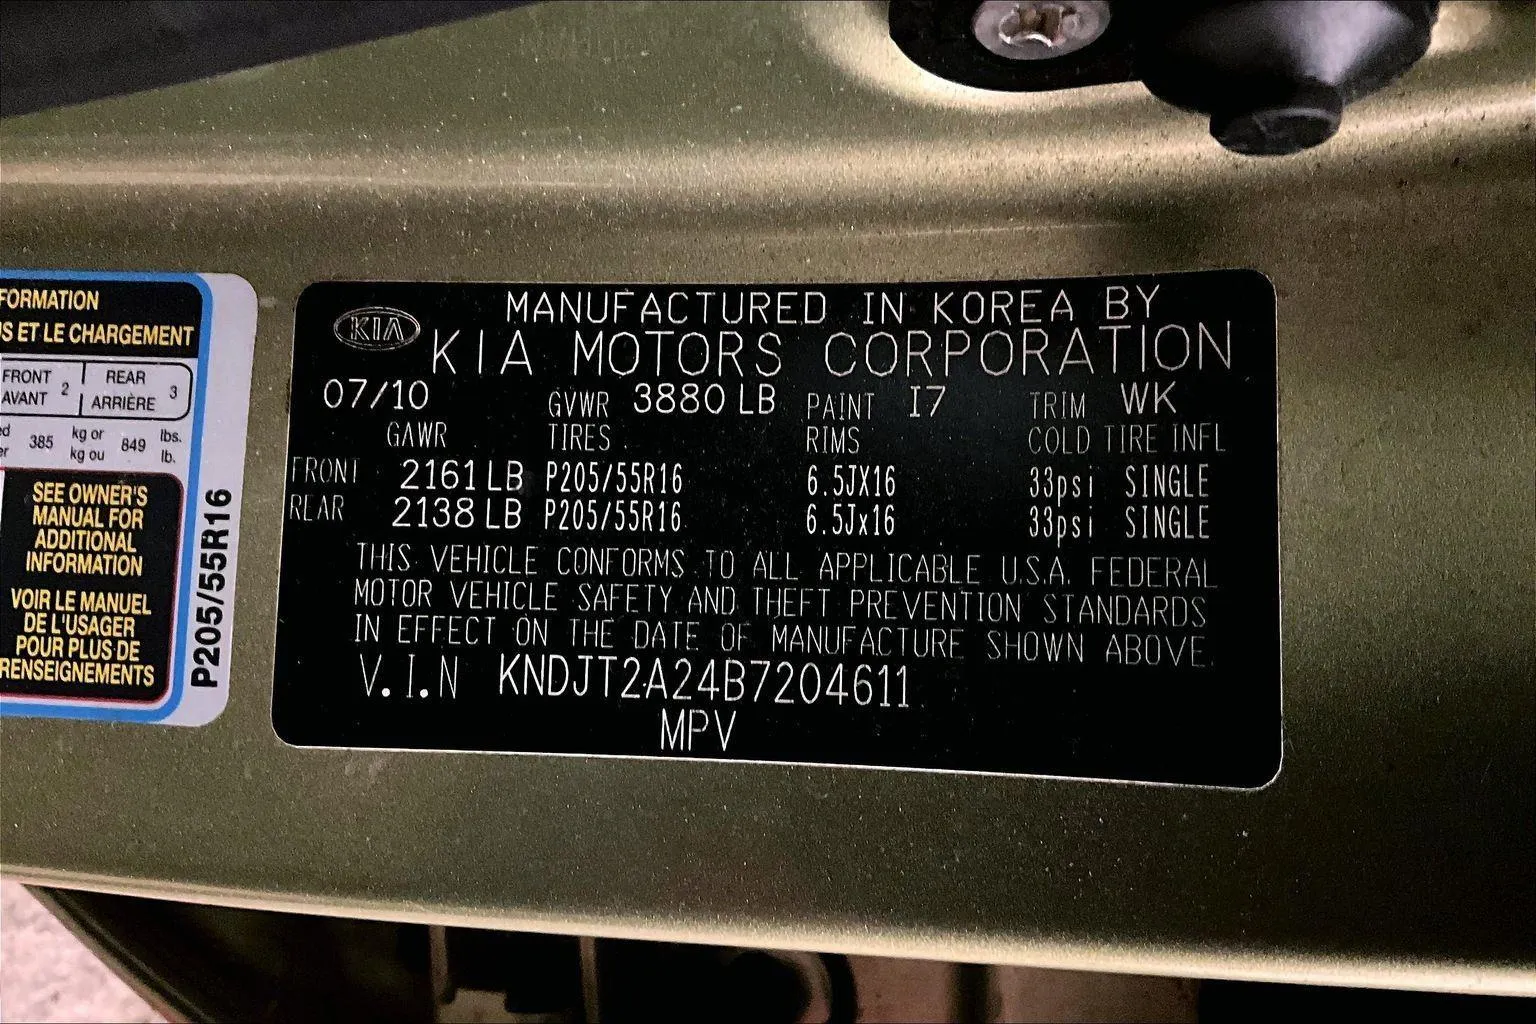 FORMATION
S ET LE CHARGEMENT
FRONT AVANT 2 REAR ARRIÈRE 3
385 kg or kg ou 849 lbs. lb.
SEE OWNER'S
MANUAL FOR
ADDITIONAL
INFORMATION
VOIR LE MANUEL
DE L'USAGER
POUR PLUS DE
RENSEIGNEMENTS
P205/55R16
KIA
MANUFACTURED IN KOREA BY
KIA MOTORS CORPORATION
07/10 GVWR 3880 LB PAINT I7 TRIM WK
GAWR TIRES RIMS COLD TIRE INFL
FRONT 2161 LB P205/55R16 6.5JX16 33psi SINGLE
REAR 2138 LB P205/55R16 6.5Jx16 33psi SINGLE
THIS VEHICLE CONFORMS TO ALL APPLICABLE U.S.A. FEDERAL
MOTOR VEHICLE SAFETY AND THEFT PREVENTION STANDARDS
IN EFFECT ON THE DATE OF MANUFACTURE SHOWN ABOVE.
V.I.N KNDJT2A24B7204611
MPV